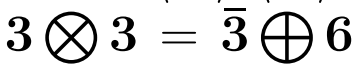 3 ⊗ 3 = 3̅ ⊕ 6